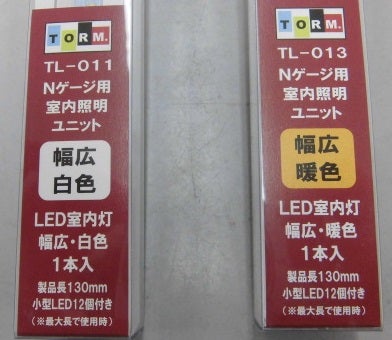 TORM.
TL-011
Nゲージ用
室内照明
ユニット
幅広
白色
LED室内灯
幅広・白色
1本入
製品長130mm
小型LED12個付き
(※最大長で使用時)
TORM.
TL-013
Nゲージ用
室内照明
ユニット
幅広
暖色
LED室内灯
幅広・暖色
1本入
製品長130mm
小型LED12個付き
(※最大長で使用時)